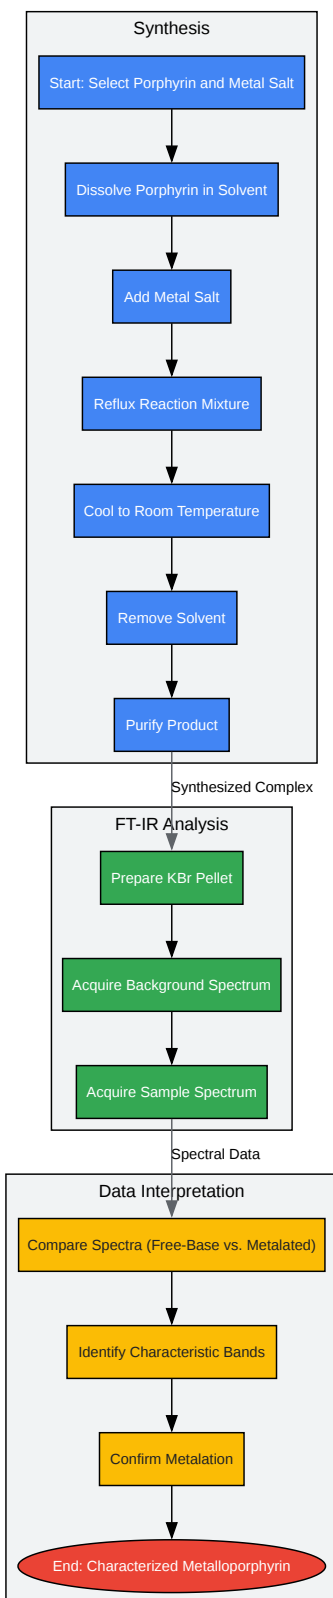 Synthesis
Start: Select Porphyrin and Metal Salt
Dissolve Porphyrin in Solvent
Add Metal Salt
Reflux Reaction Mixture
Cool to Room Temperature
Remove Solvent
Purify Product
Synthesized Complex
FT-IR Analysis
Prepare KBr Pellet
Acquire Background Spectrum
Acquire Sample Spectrum
Spectral Data
Data Interpretation
Compare Spectra (Free-Base vs. Metalated)
Identify Characteristic Bands
Confirm Metalation
End: Characterized Metalloporphyrin